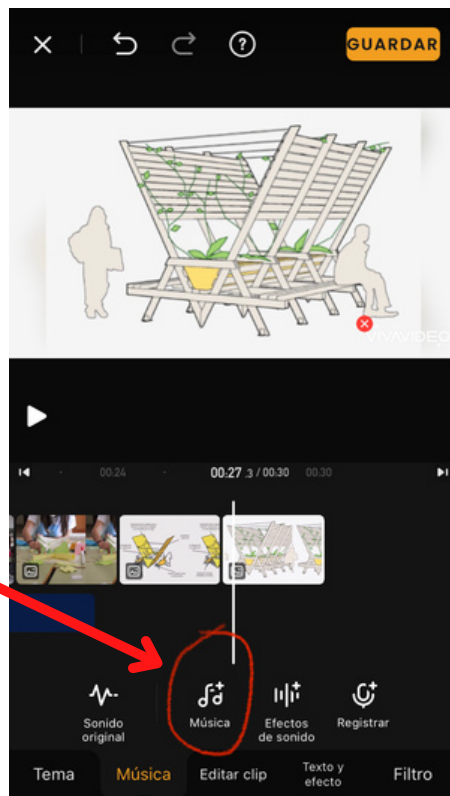 GUARDAR
VIVAVIDEO
00:24
00:27.3 / 00:30
00:30
Sonido
original
Música
Efectos
de sonido
Registrar
Tema
Música
Editar clip
Texto y
efecto
Filtro